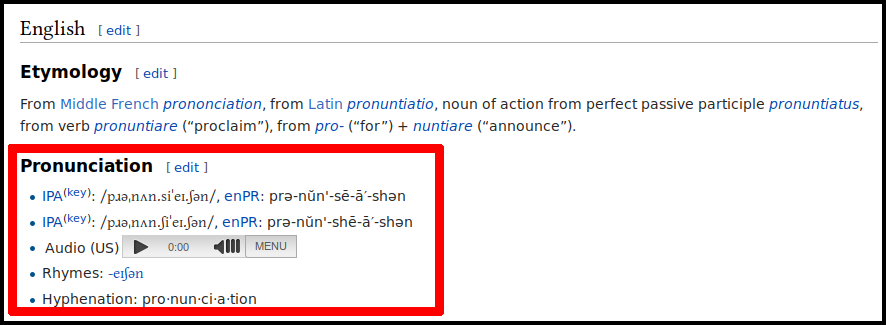 English [ edit ]
Etymology [ edit ]
From Middle French prononciation, from Latin pronuntiatio, noun of action from perfect passive participle pronuntiatus,
from verb pronuntiare (“proclaim”), from pro- (“for”) + nuntiare (“announce”).
Pronunciation [ edit ]
• IPA(key): /pɹəˌnʌn.siˈeɪ.ʃən/, enPR: prə-nŭn'-sē-ā′-shən
• IPA(key): /pɹəˌnʌn.ʃiˈeɪ.ʃən/, enPR: prə-nŭn'-shē-ā′-shən
• Audio (US) 0:00 MENU
• Rhymes: -eɪʃən
• Hyphenation: pro·nun·ci·a·tion